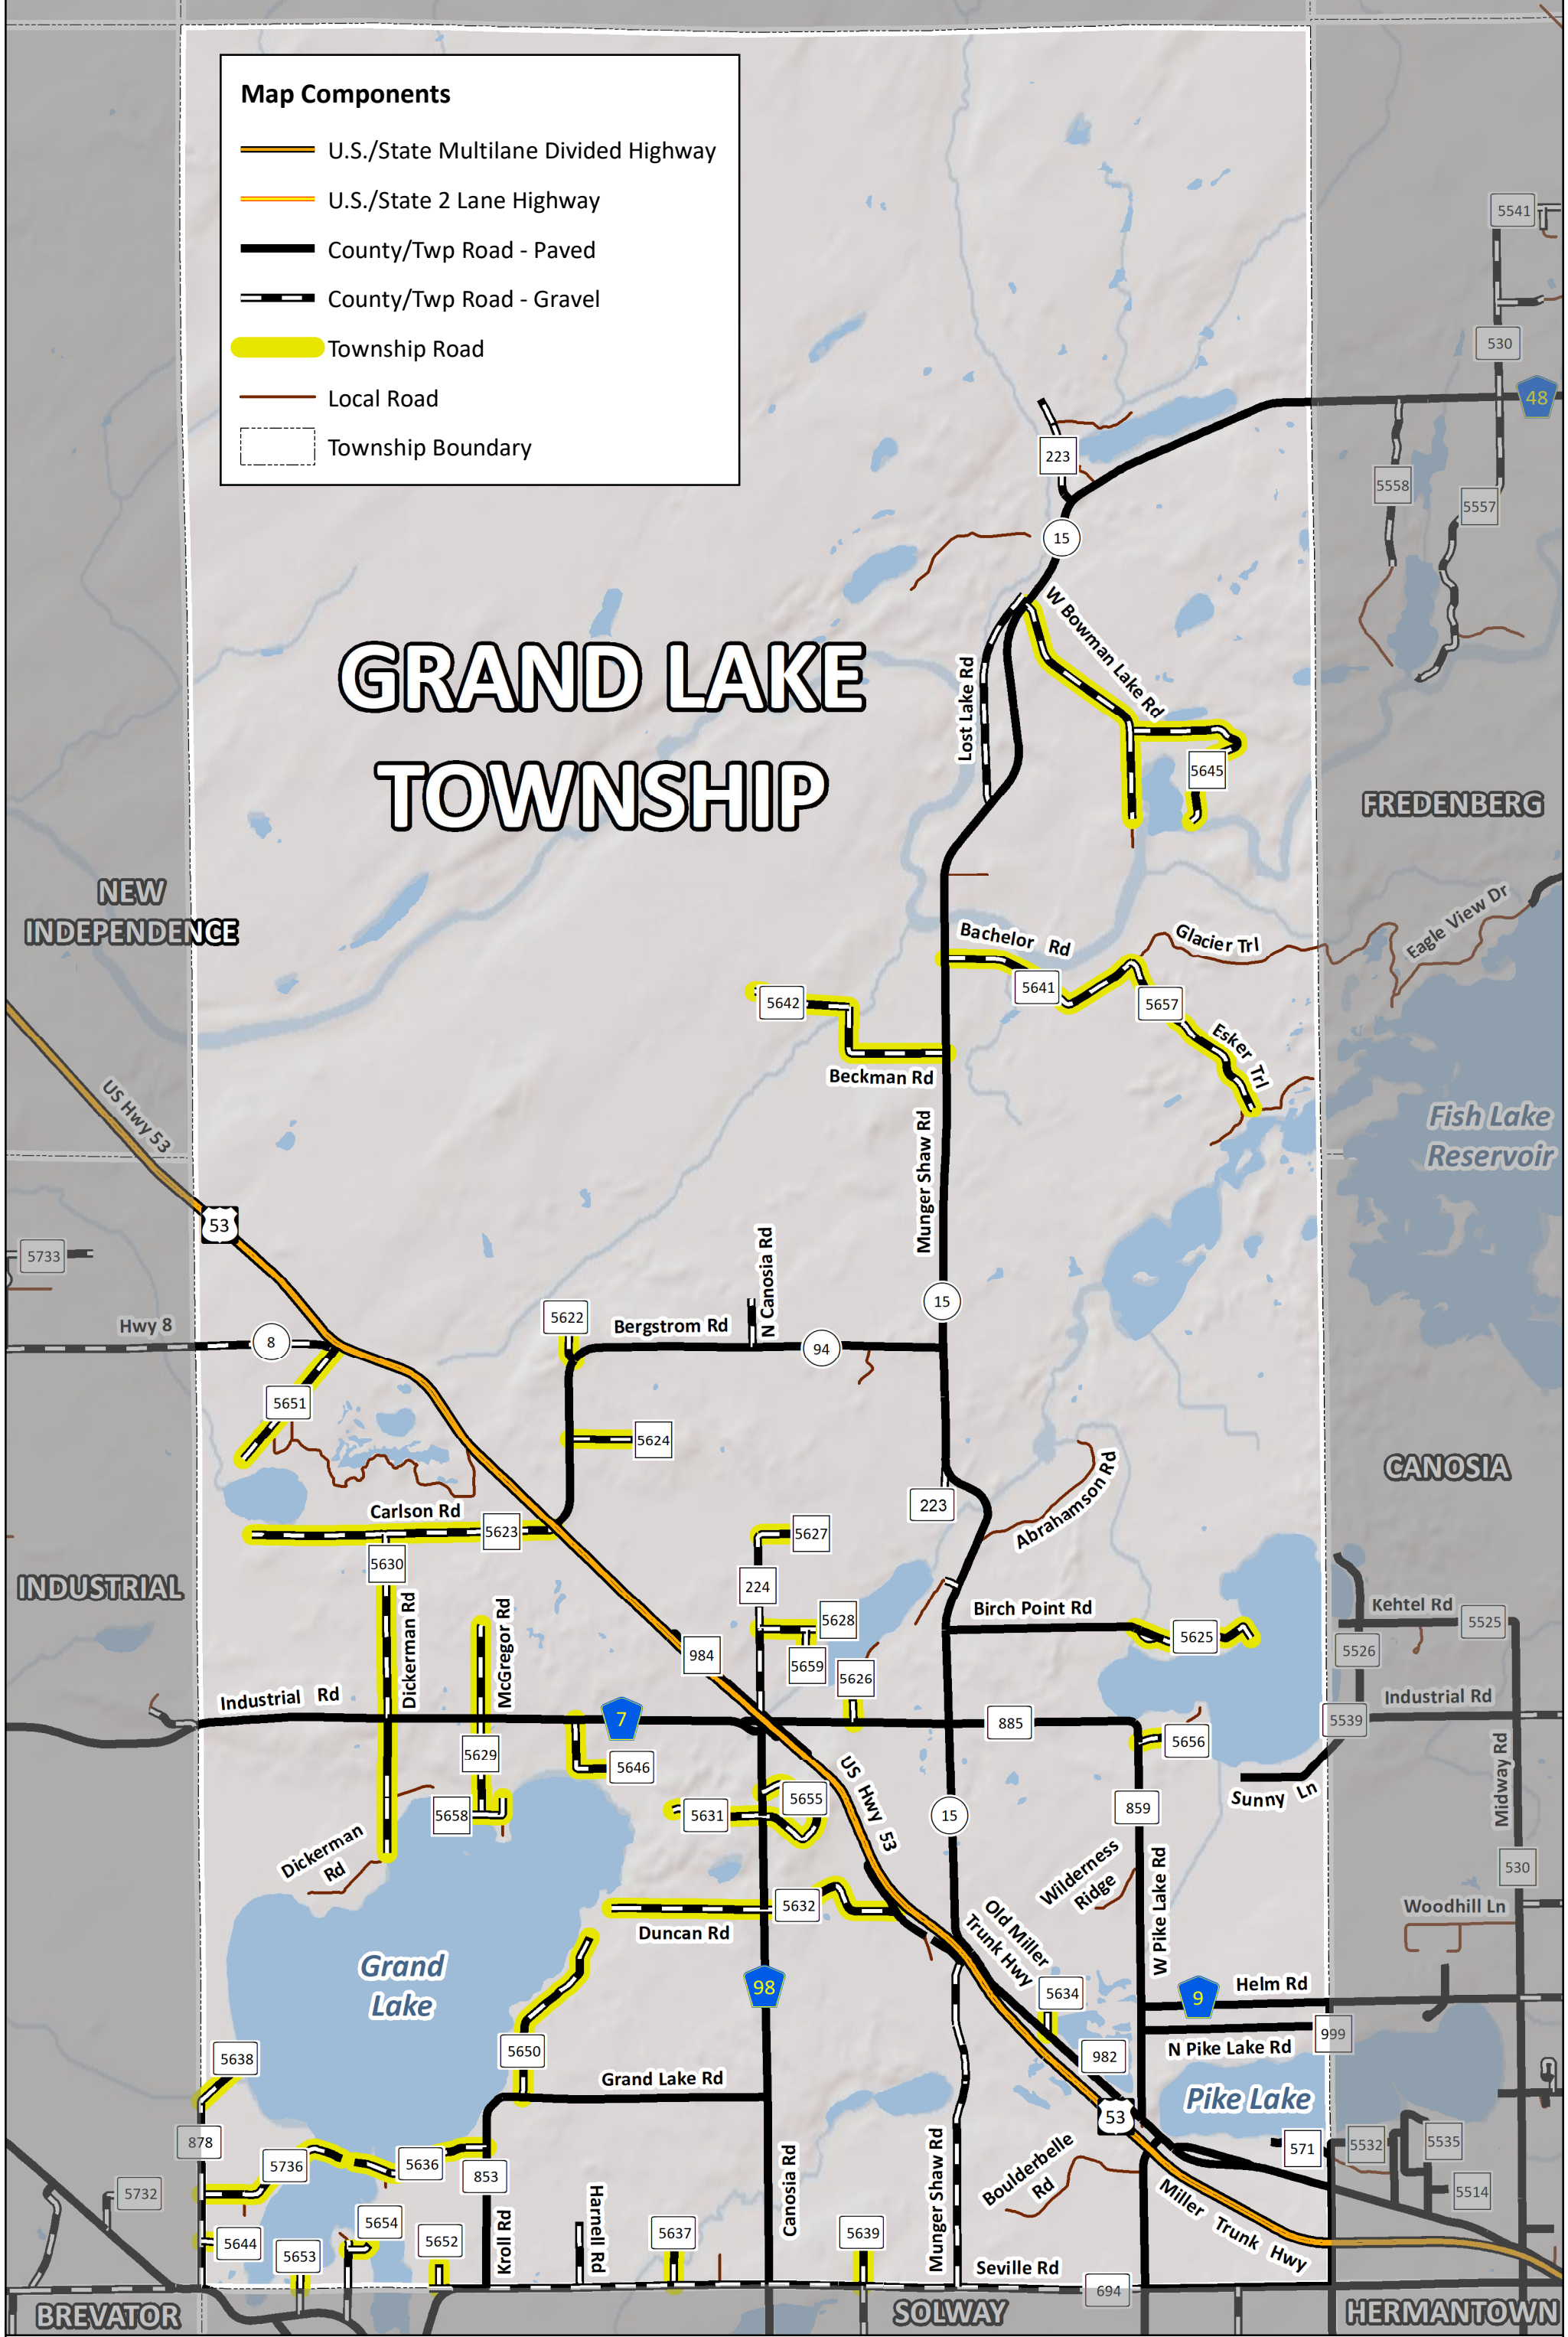 Map Components
U.S./State Multilane Divided Highway
U.S./State 2 Lane Highway
County/Twp Road - Paved
County/Twp Road - Gravel
Township Road
Local Road
Township Boundary
5541
530
48
223
5558
5557
15
W Bowman Lake Rd
GRAND LAKE
TOWNSHIP
Lost Lake Rd
5645
FREDENBERG
NEW
INDEPENDENCE
Eagle View Dr
Bachelor Rd
Glacier Trl
5641
5642
5657
Esker Trl
Beckman Rd
US Hwy 53
Fish Lake
Reservoir
Munger Shaw Rd
53
5733
N Canosia Rd
15
Hwy 8
8
5622
Bergstrom Rd
94
5651
5624
CANOSIA
Abrahamson Rd
223
Carlson Rd
5623
5627
5630
224
INDUSTRIAL
Dickerman Rd
McGregor Rd
Birch Point Rd
Kehtel Rd
5525
5628
5625
5526
984
5659
5626
Industrial Rd
7
885
5539
Industrial Rd
5656
5629
5646
Midway Rd
Sunny Ln
US Hwy 53
5658
5631
5655
15
859
Dickerman
Rd
530
Wilderness
Ridge
W Pike Lake Rd
5632
Woodhill Ln
Duncan Rd
Old Miller
Trunk Hwy
Grand
Lake
98
5634
9
Helm Rd
999
N Pike Lake Rd
5638
5650
982
Grand Lake Rd
Pike Lake
53
878
5736
5636
853
571
5532
5535
5732
Boulderbelle
Rd
5514
Miller Trunk Hwy
Canosia Rd
Munger Shaw Rd
Harnell Rd
Kroll Rd
5654
5644
5653
5652
5637
5639
Seville Rd
694
BREVATOR
SOLWAY
HERMANTOWN